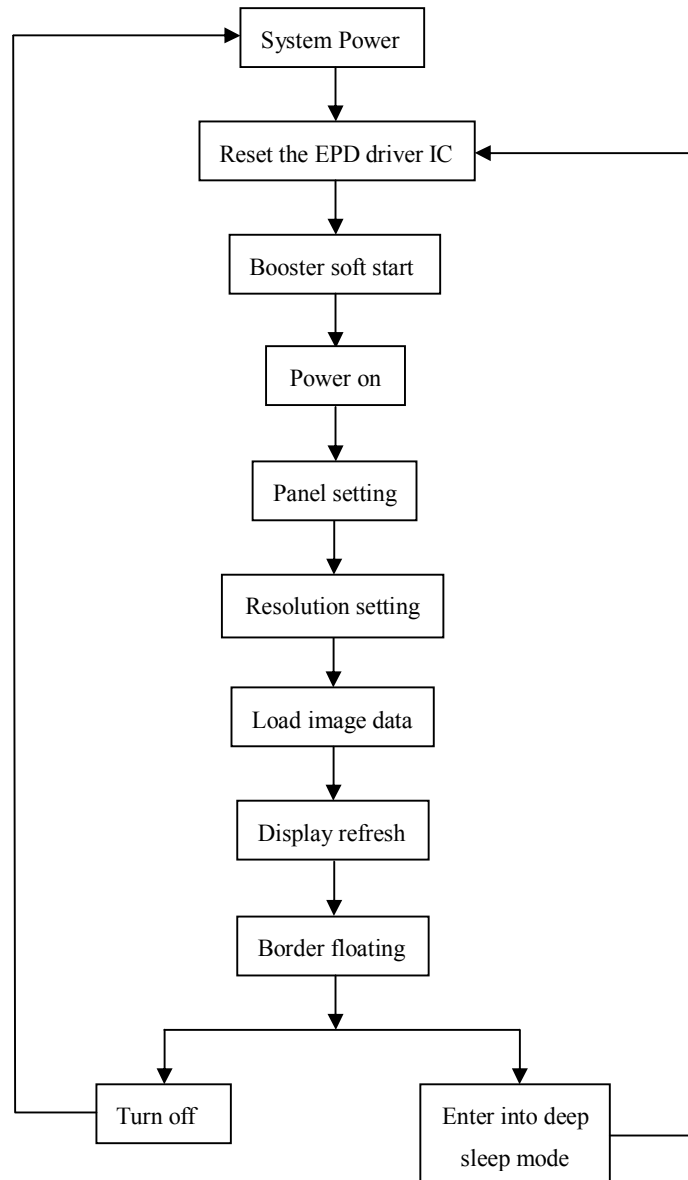 System Power
Reset the EPD driver IC
Booster soft start
Power on
Panel setting
Resolution setting
Load image data
Display refresh
Border floating
Turn off
Enter into deep
sleep mode